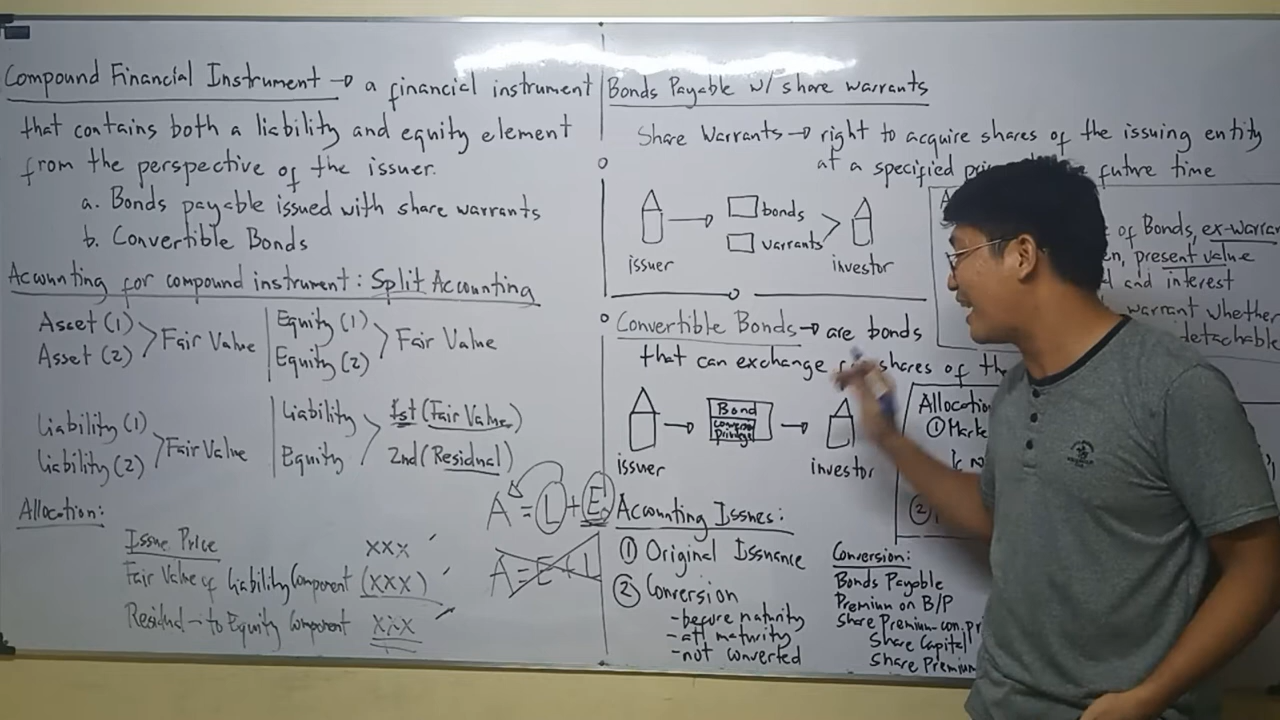 Compound Financial Instrument → a financial instrument
that contains both a liability and equity element
from the perspective of the issuer.
a. Bonds payable issued with share warrants
b. Convertible Bonds
Accounting for compound instrument: Split Accounting
Asset (1)
Asset (2)
Fair Value
Equity (1)
Equity (2)
Fair Value
Liability (1)
Liability (2)
Fair Value
Liability
Equity
1st (Fair Value)
2nd (Residual)
A = L + E
A = E + L
Allocation:
Issue Price xxx
Fair Value of Liability Component (xxx)
Residual - to Equity Component xxx
Bonds Payable w/ share warrants
Share Warrants → right to acquire shares of the issuing entity
at a specified future time
issuer
bonds
warrants
investor
of Bonds, ex-warran
present value
d and interest
warrant whether
detachable
Convertible Bonds → are bonds
that can exchange shares of the
issuer
Bond
conversion
privilege
investor
Allocation
①
②
Accounting Issues:
① Original Issuance
② Conversion
- before maturity
- att maturity
- not converted
Conversion:
Bonds Payable
Premium on B/P
Share Premium-con. pr
Share Capital
Share Premium